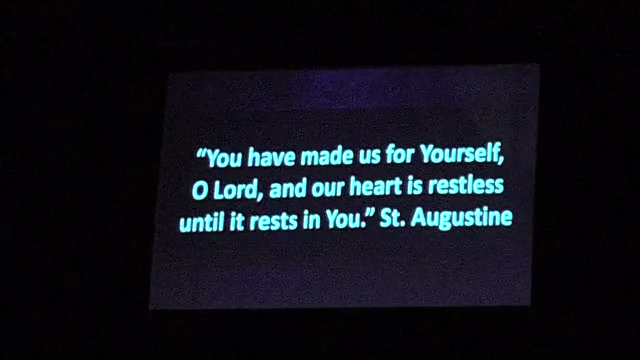 “You have made us for Yourself,
O Lord, and our heart is restless
until it rests in You.” St. Augustine